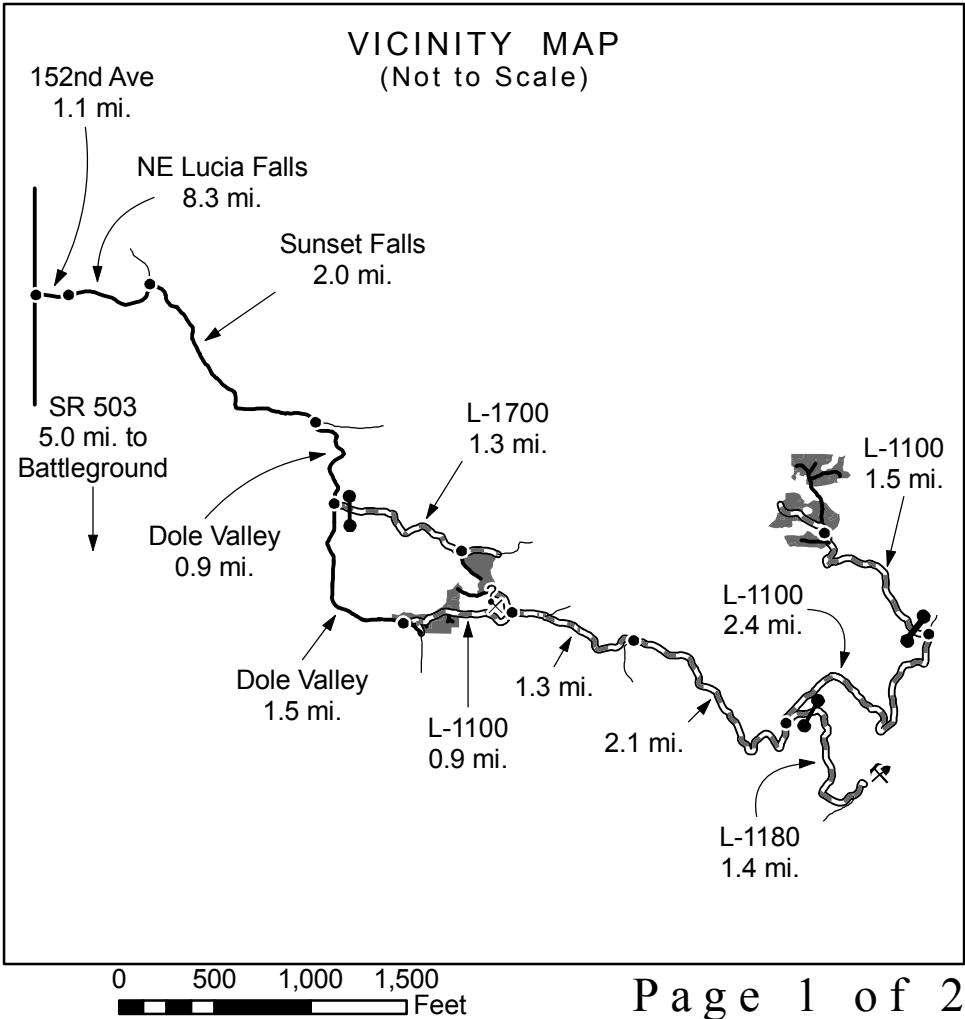 VICINITY MAP
(Not to Scale)
152nd Ave
1.1 mi.
NE Lucia Falls
8.3 mi.
Sunset Falls
2.0 mi.
SR 503
5.0 mi. to
Battleground
L-1700
1.3 mi.
L-1100
1.5 mi.
Dole Valley
0.9 mi.
?
L-1100
2.4 mi.
Dole Valley
1.5 mi.
1.3 mi.
L-1100
0.9 mi.
2.1 mi.
L-1180
1.4 mi.
0 500 1,000 1,500
Feet
Page 1 of 2